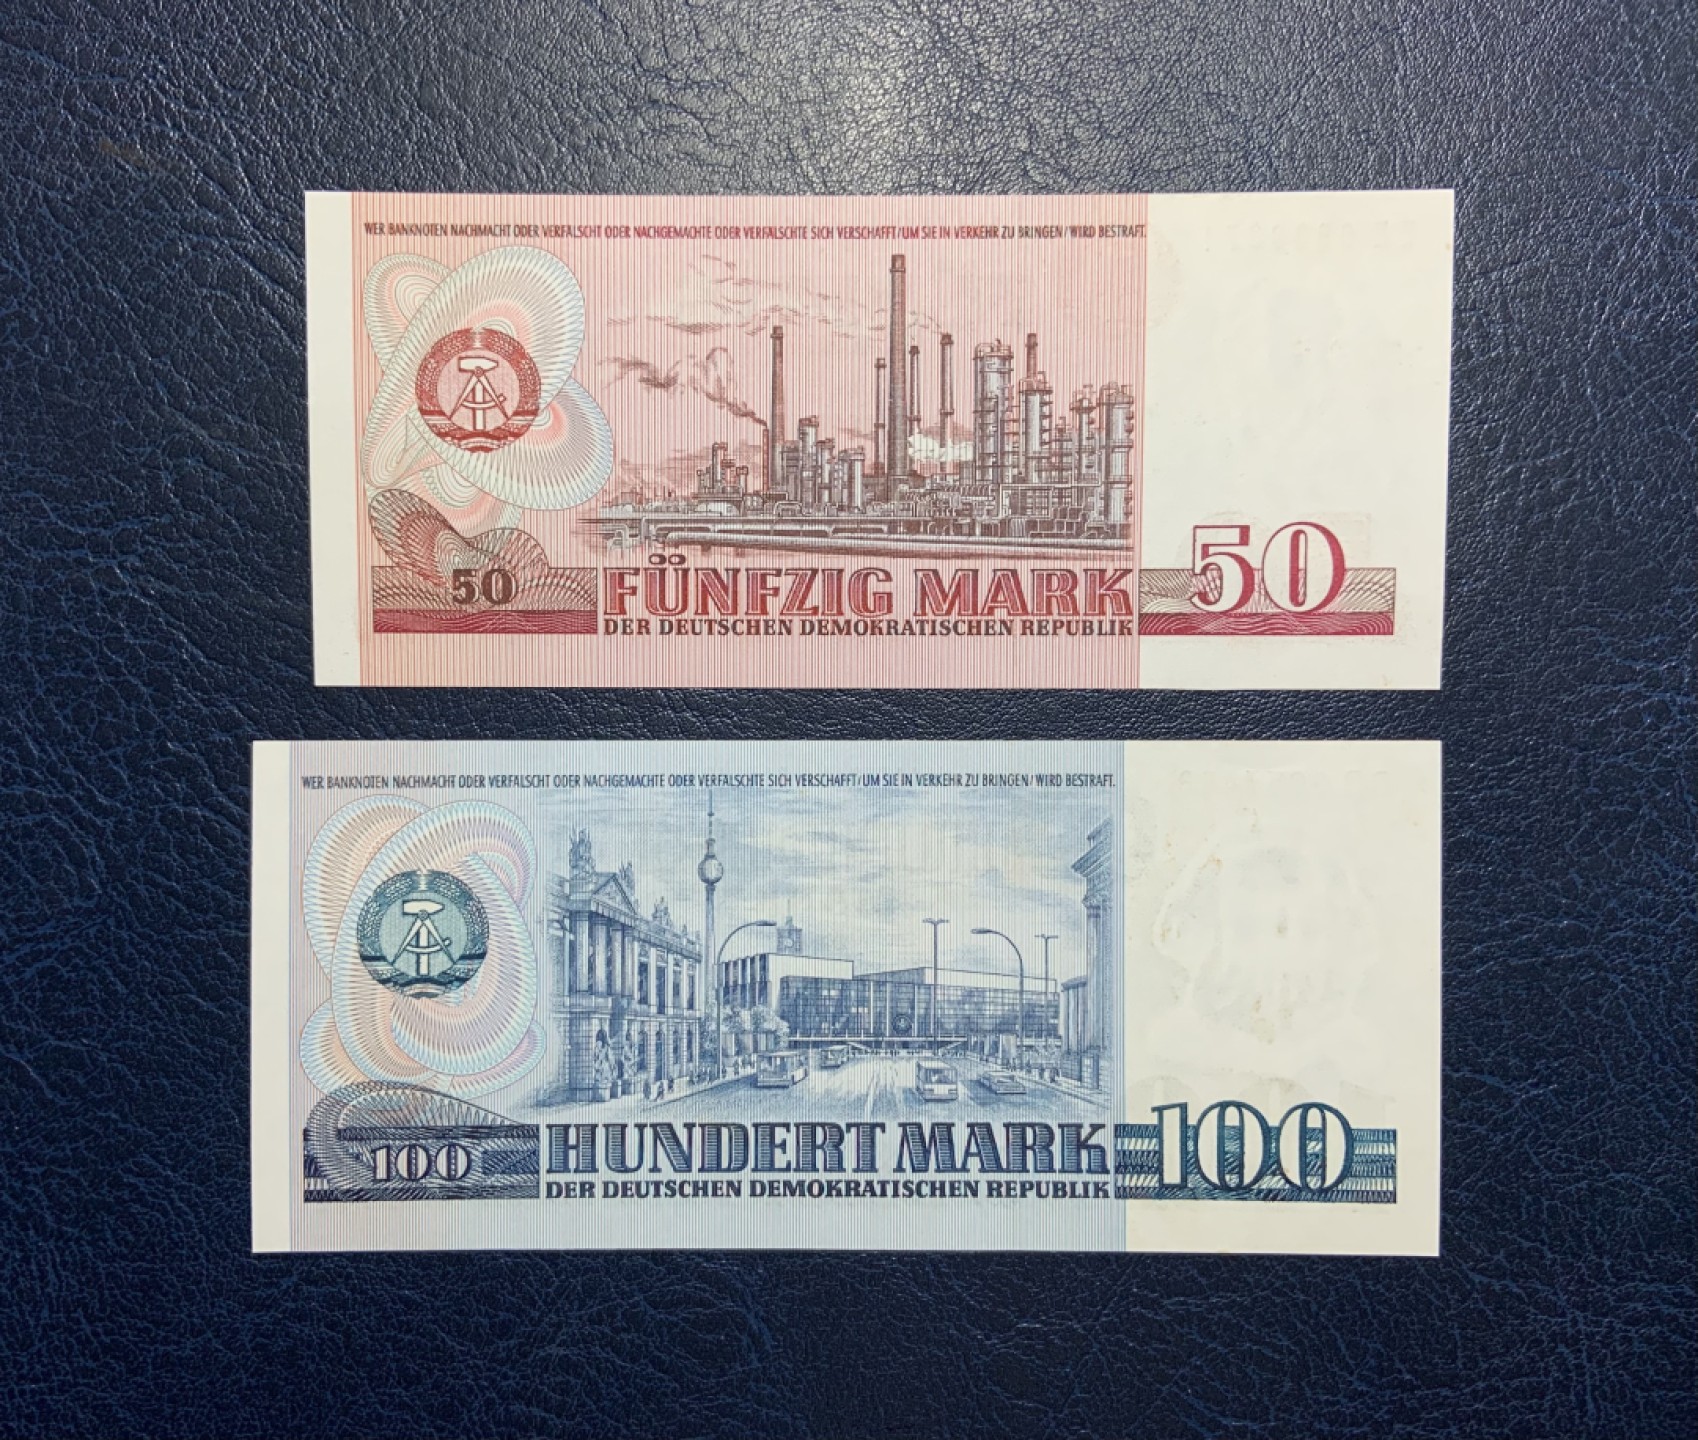 WER BANKNOTEN NACHMACHT ODER VERFÄLSCHT ODER NACHGEMACHTE ODER VERFÄLSCHTE SICH VERSCHAFFT/UM SIE IN VERKEHR ZU BRINGEN/WIRD BESTRAFT.
50
FÜNFZIG MARK
50
DER DEUTSCHEN DEMOKRATISCHEN REPUBLIK
WER BANKNOTEN NACHMACHT ODER VERFÄLSCHT ODER NACHGEMACHTE ODER VERFÄLSCHTE SICH VERSCHAFFT/UM SIE IN VERKEHR ZU BRINGEN/WIRD BESTRAFT.
100
HUNDERT MARK
100
DER DEUTSCHEN DEMOKRATISCHEN REPUBLIK